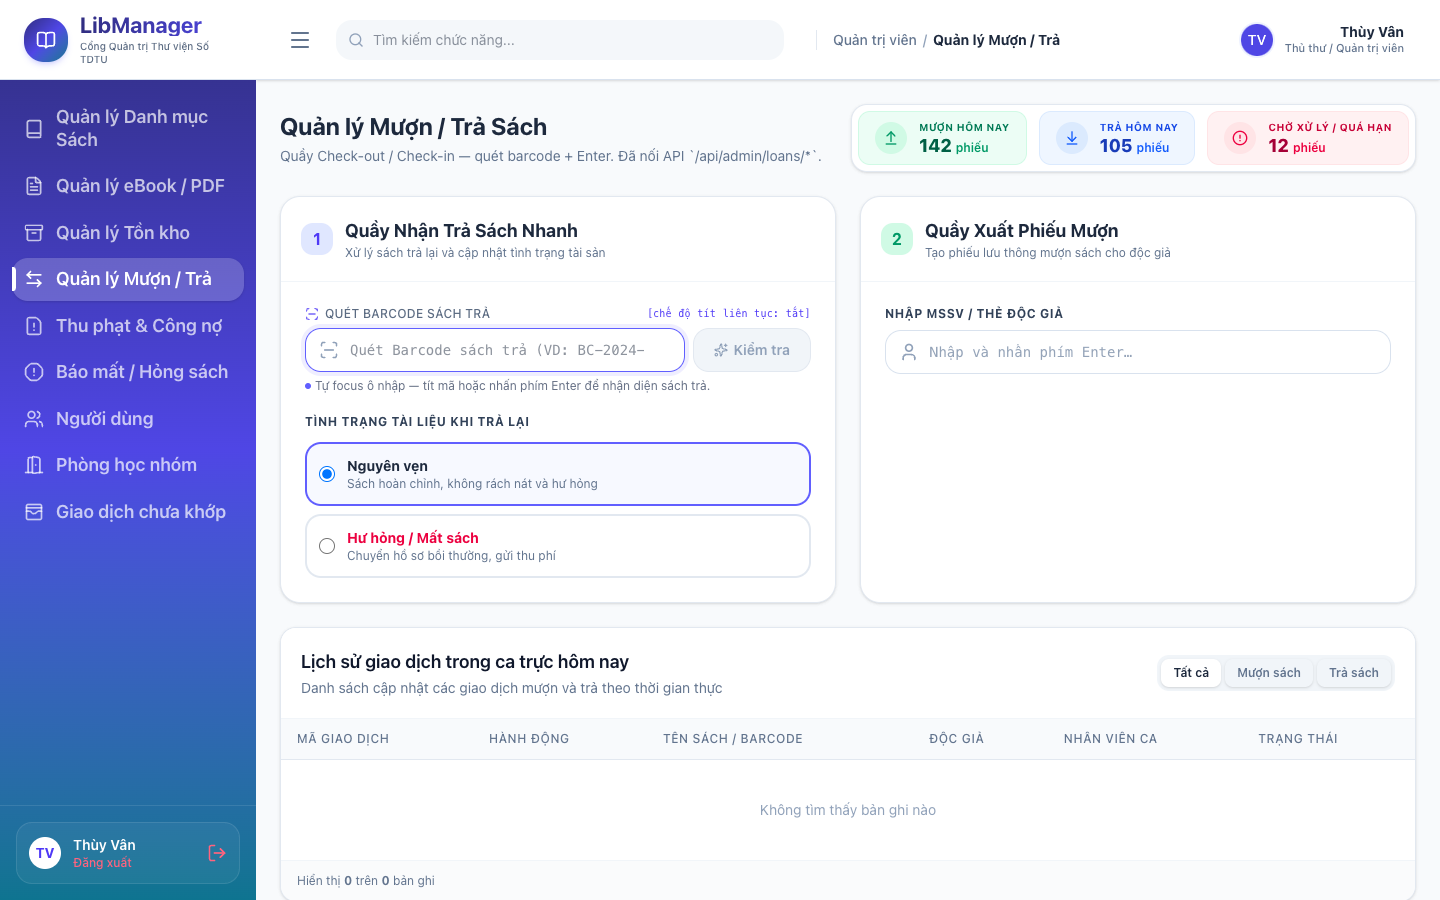 LibManager
Cổng Quản trị Thư viện Số
TDTU
Tìm kiếm chức năng...
Quản trị viên / Quản lý Mượn / Trả
TV
Thùy Vân
Thủ thư / Quản trị viên
Quản lý Danh mục
Sách
Quản lý eBook / PDF
Quản lý Tồn kho
Quản lý Mượn / Trả
Thu phạt & Công nợ
Báo mất / Hỏng sách
Người dùng
Phòng học nhóm
Giao dịch chưa khớp
TV
Thùy Vân
Đăng xuất
Quản lý Mượn / Trả Sách
Quầy Check-out / Check-in — quét barcode + Enter. Đã nối API `/api/admin/loans/*`.
MƯỢN HÔM NAY
142 phiếu
TRẢ HÔM NAY
105 phiếu
CHỜ XỬ LÝ / QUÁ HẠN
12 phiếu
1
Quầy Nhận Trả Sách Nhanh
Xử lý sách trả lại và cập nhật tình trạng tài sản
QUÉT BARCODE SÁCH TRẢ
[chế độ tít liên tục: tắt]
Quét Barcode sách trả (VD: BC-2024-
Kiểm tra
Tự focus ô nhập — tít mã hoặc nhấn phím Enter để nhận diện sách trả.
TÌNH TRẠNG TÀI LIỆU KHI TRẢ LẠI
Nguyên vẹn
Sách hoàn chỉnh, không rách nát và hư hỏng
Hư hỏng / Mất sách
Chuyển hồ sơ bồi thường, gửi thu phí
2
Quầy Xuất Phiếu Mượn
Tạo phiếu lưu thông mượn sách cho độc giả
NHẬP MSSV / THẺ ĐỘC GIẢ
Nhập và nhấn phím Enter…
Lịch sử giao dịch trong ca trực hôm nay
Danh sách cập nhật các giao dịch mượn và trả theo thời gian thực
Tất cả
Mượn sách
Trả sách
MÃ GIAO DỊCH
HÀNH ĐỘNG
TÊN SÁCH / BARCODE
ĐỘC GIẢ
NHÂN VIÊN CA
TRẠNG THÁI
Không tìm thấy bản ghi nào
Hiển thị 0 trên 0 bản ghi